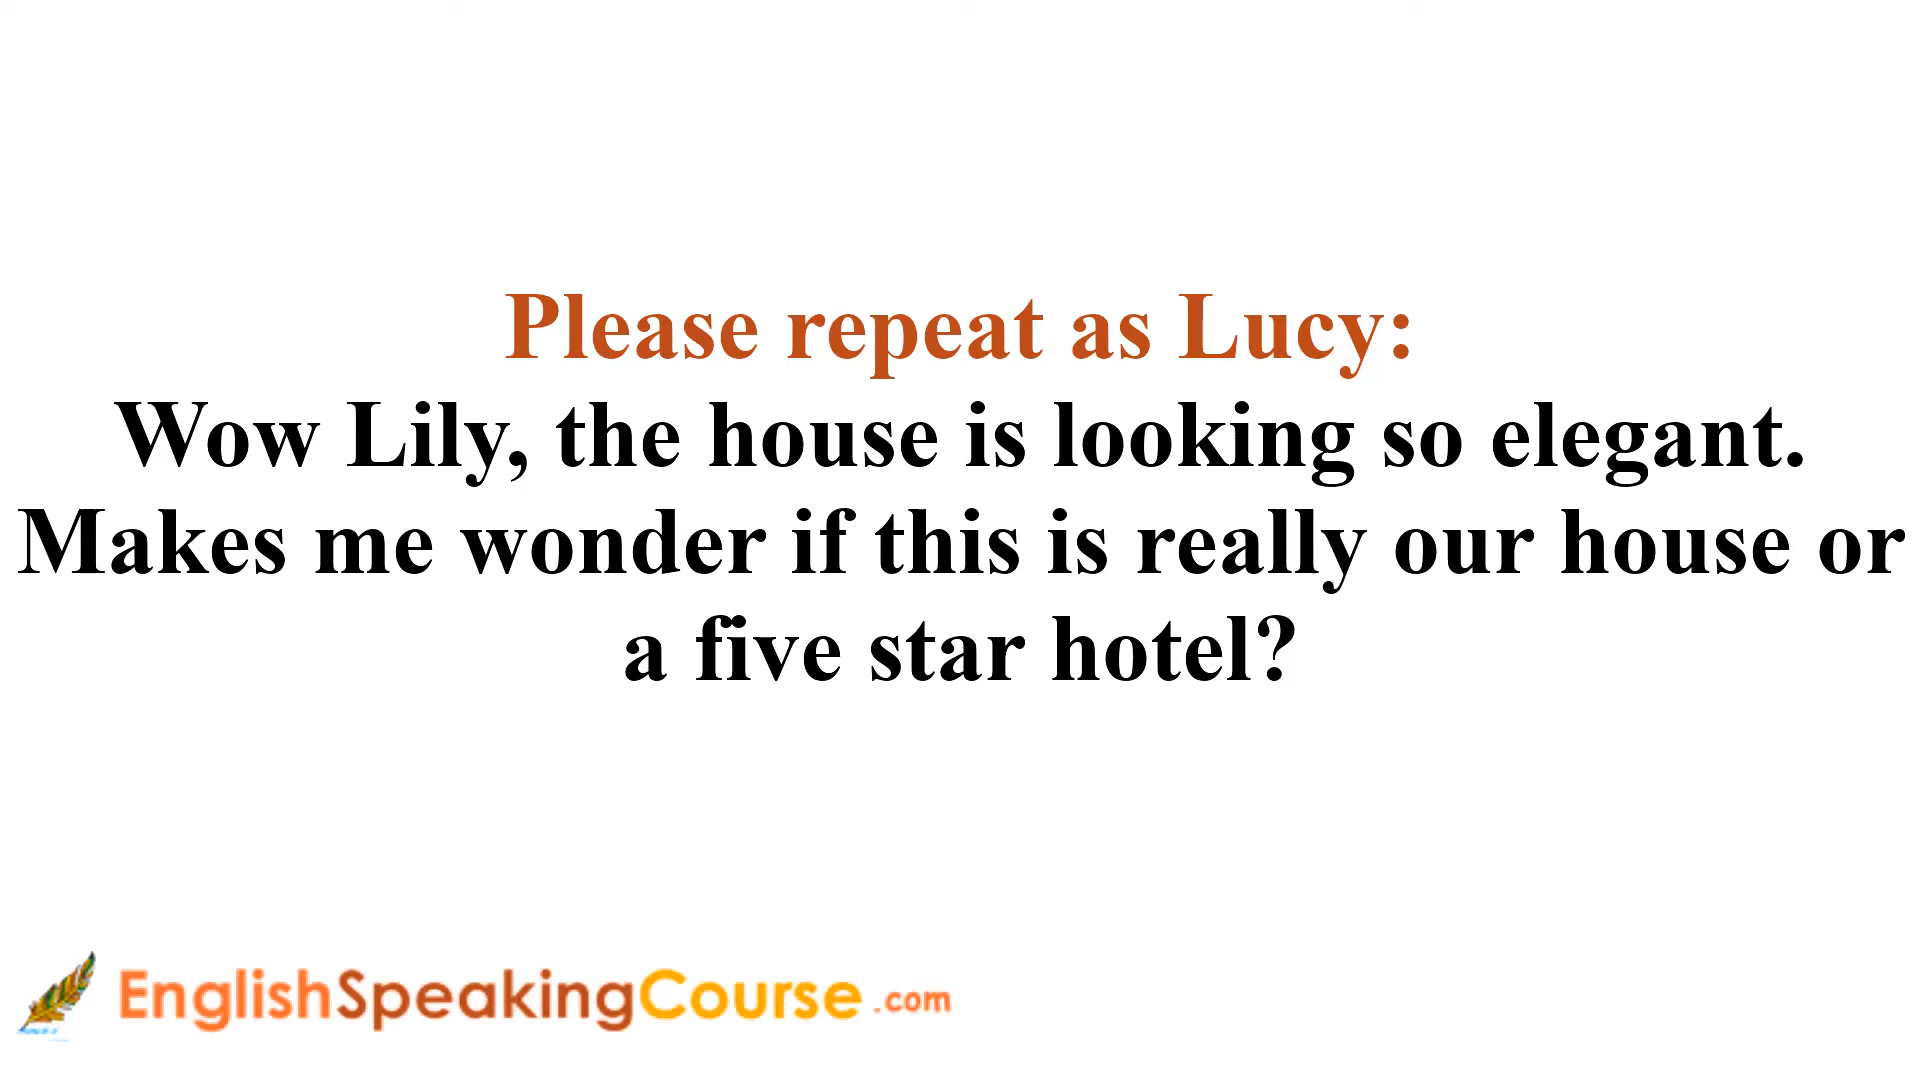 Please repeat as Lucy:
Wow Lily, the house is looking so elegant.
Makes me wonder if this is really our house or
a five star hotel?
EnglishSpeakingCourse.com